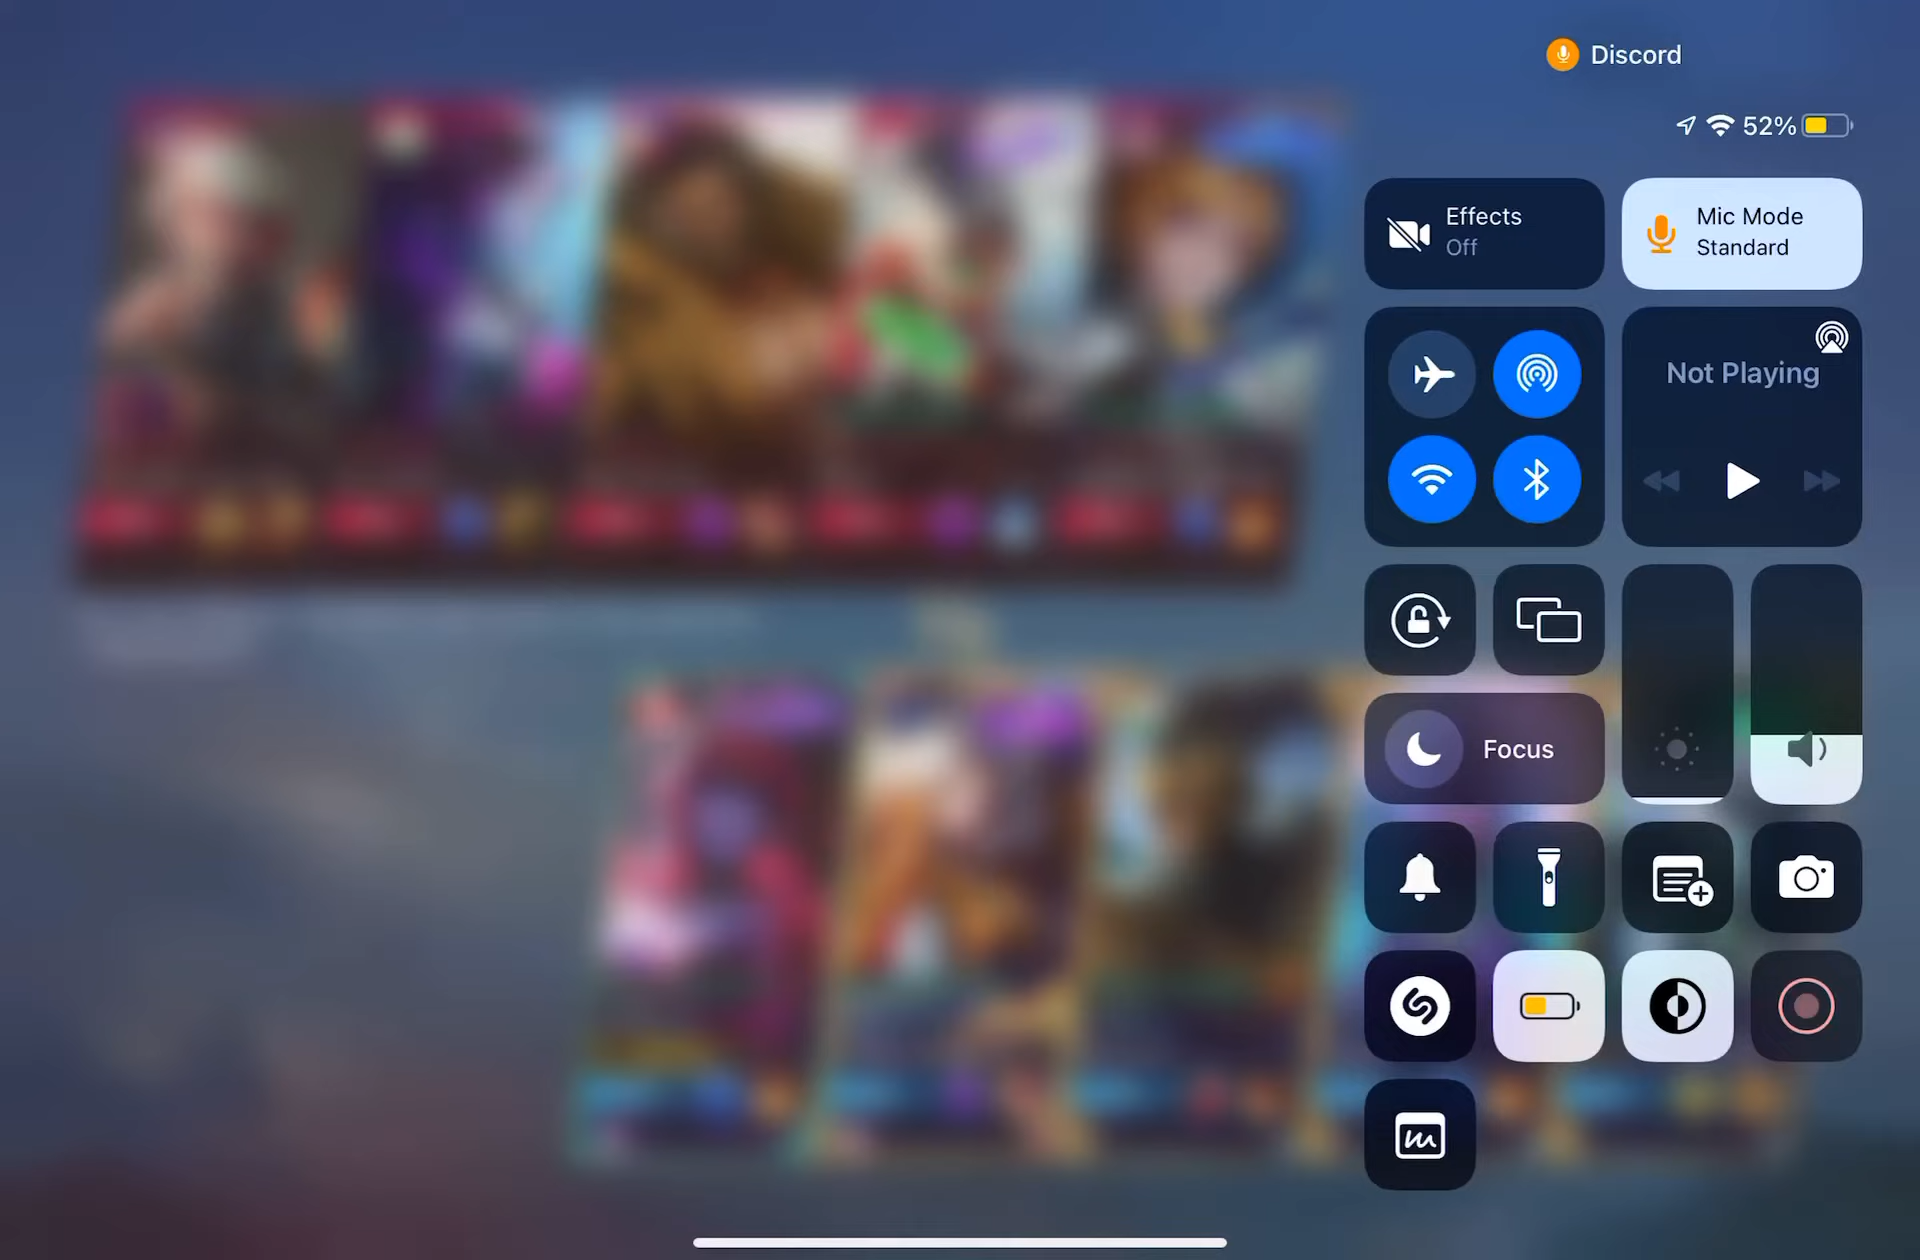 Discord
52%
Effects
Off
Mic Mode
Standard
Not Playing
Focus